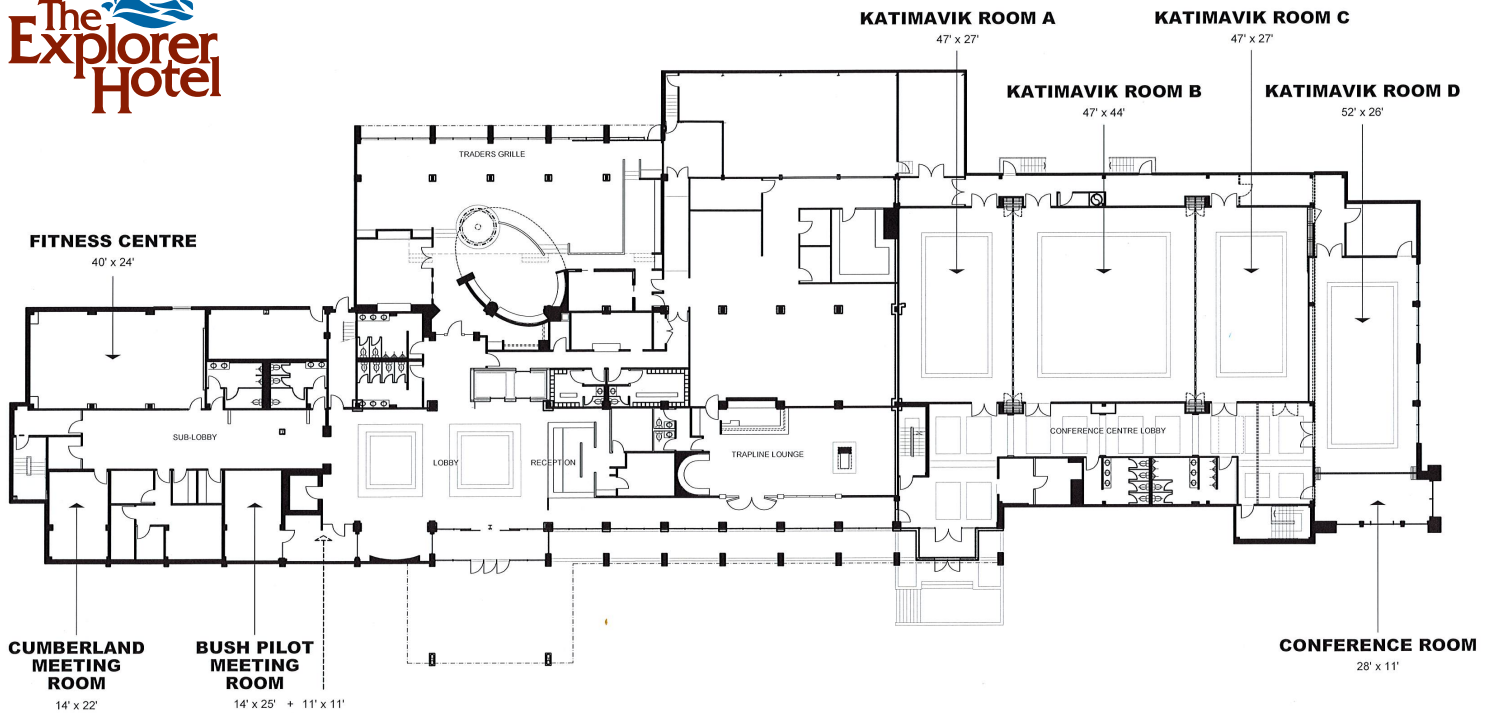 The
Explorer
Hotel
KATIMAVIK ROOM A
47' x 27'
KATIMAVIK ROOM C
47' x 27'
KATIMAVIK ROOM B
47' x 44'
KATIMAVIK ROOM D
52' x 26'
TRADERS GRILLE
FITNESS CENTRE
40' x 24'
SUB-LOBBY
LOBBY
RECEPTION
TRAPLINE LOUNGE
CONFERENCE CENTRE LOBBY
CUMBERLAND
MEETING
ROOM
14' x 22'
BUSH PILOT
MEETING
ROOM
14' x 25' + 11' x 11'
CONFERENCE ROOM
28' x 11'